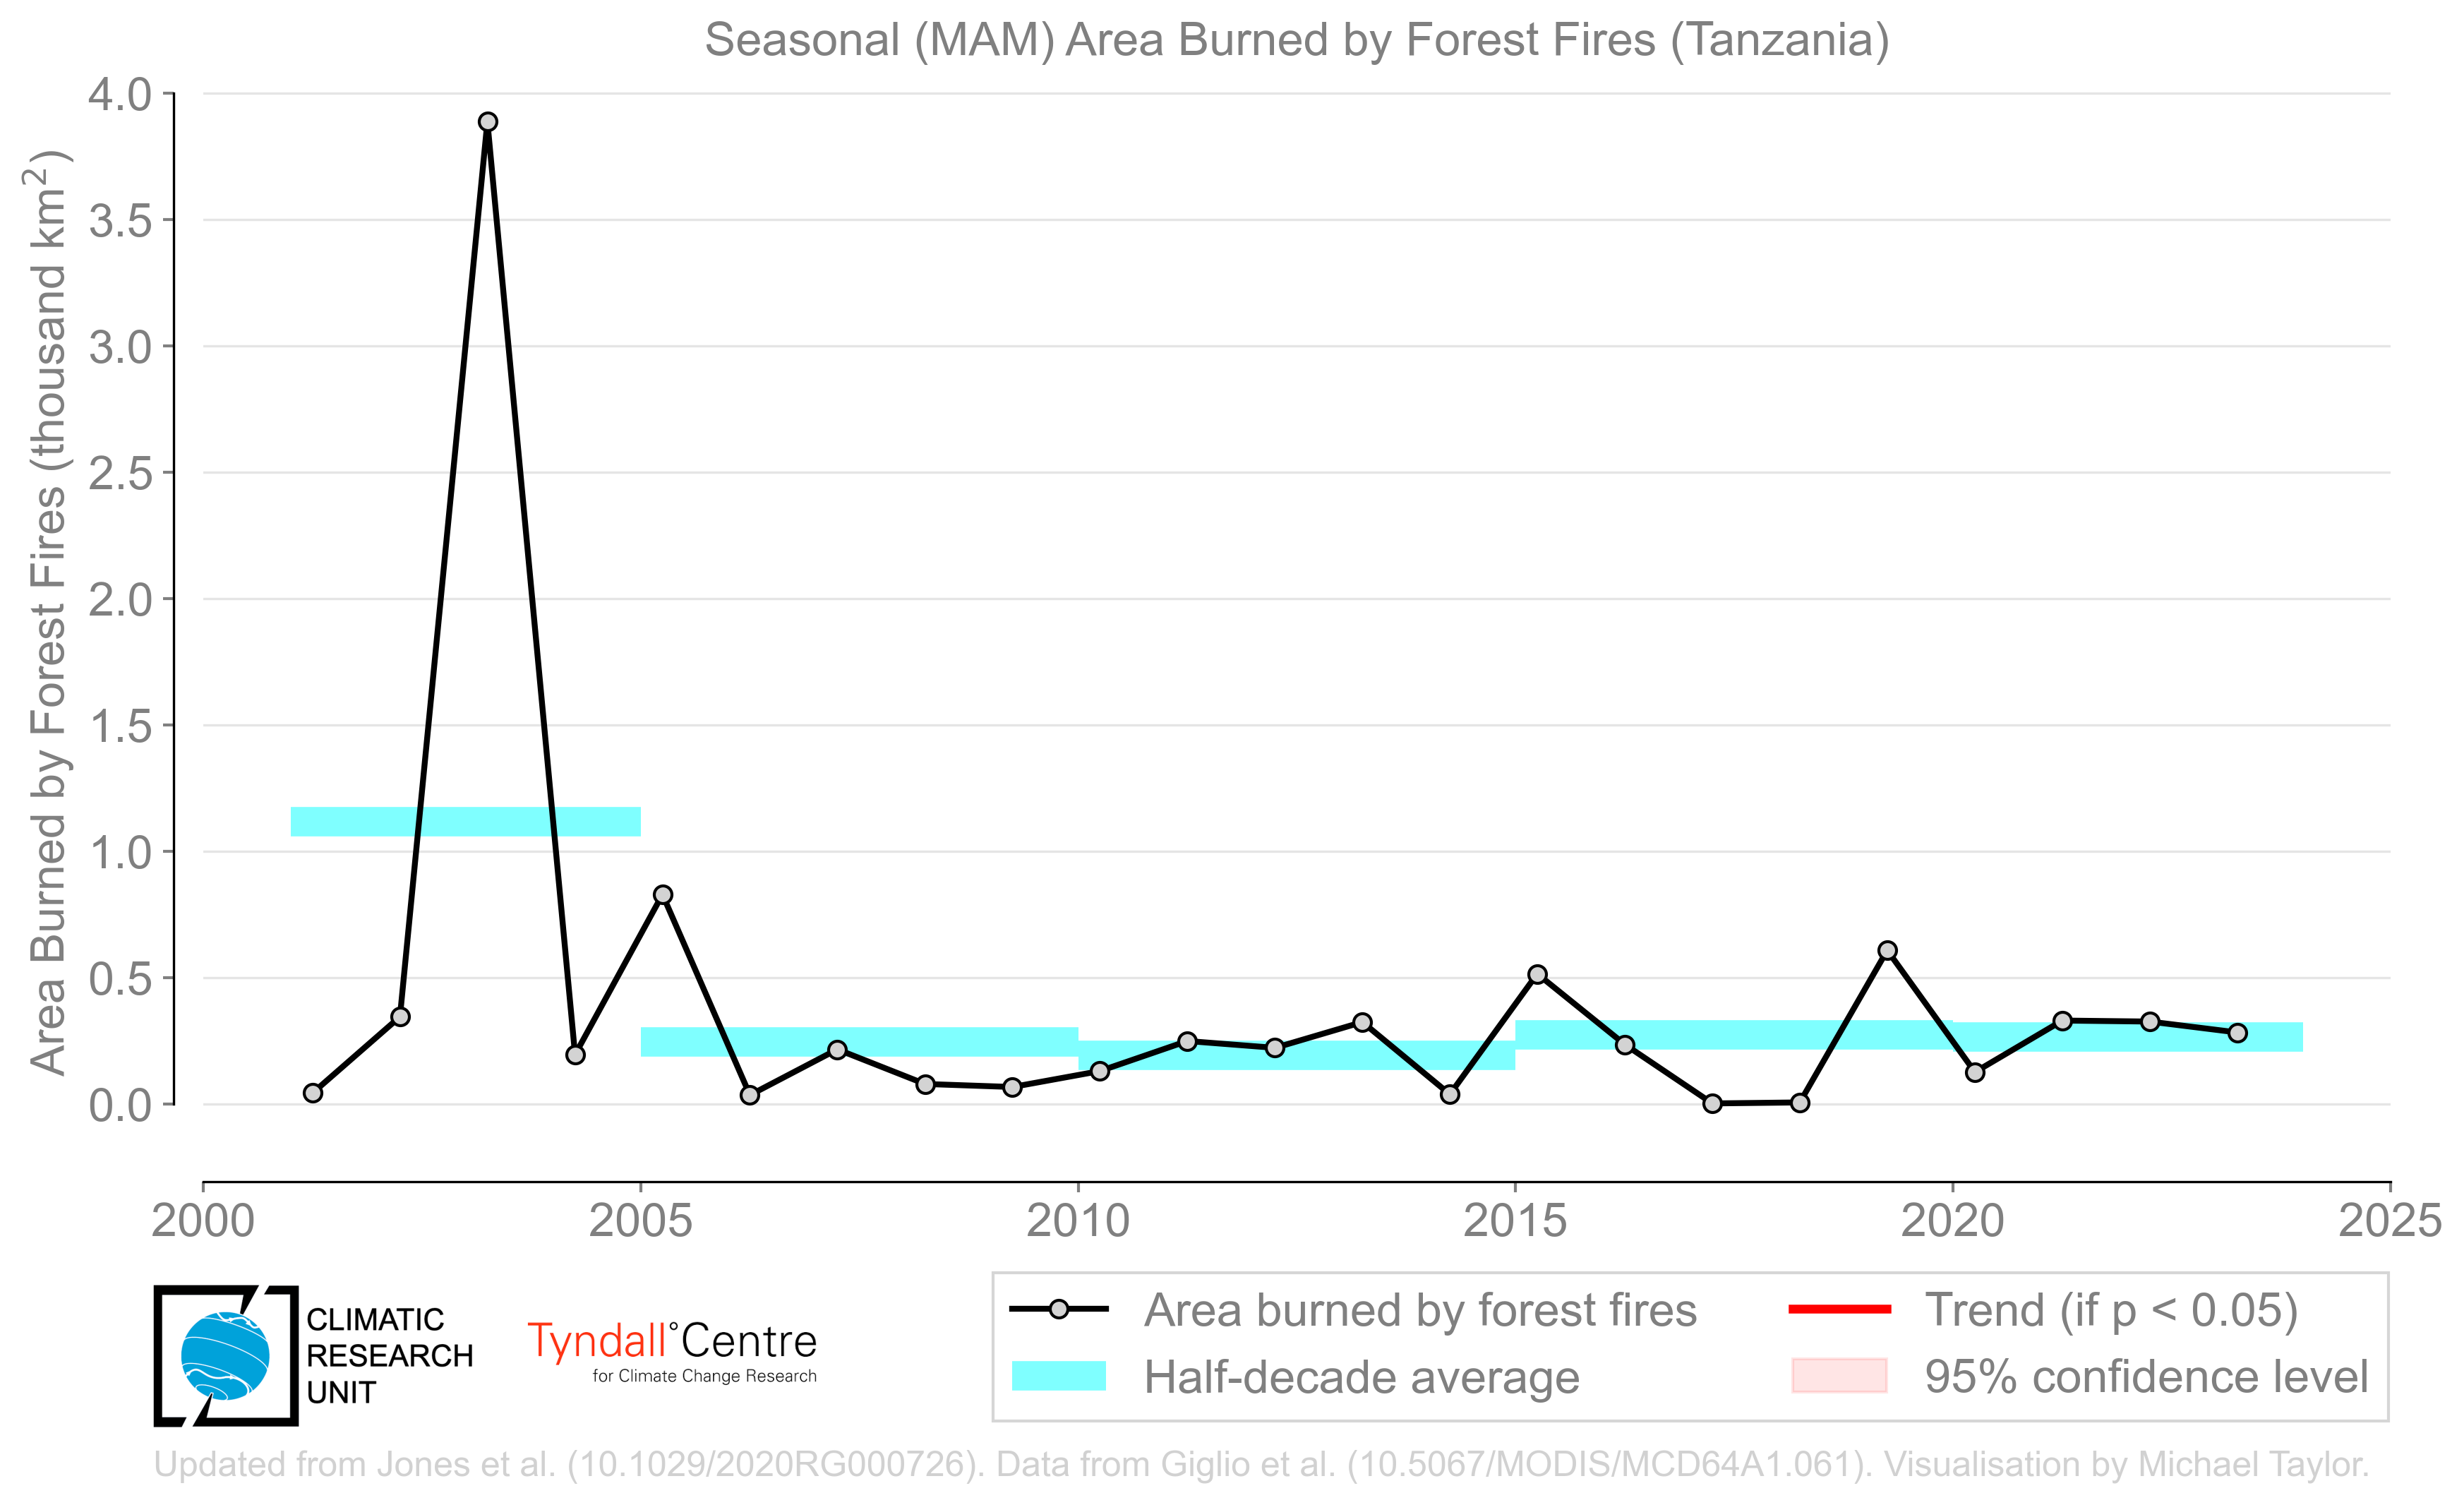 Seasonal (MAM) Area Burned by Forest Fires (Tanzania)
Area Burned by Forest Fires (thousand km²)
4.0
3.5
3.0
2.5
2.0
1.5
1.0
0.5
0.0
2000 2005 2010 2015 2020 2025
CLIMATIC
RESEARCH
UNIT
Tyndall°Centre
for Climate Change Research
Area burned by forest fires
Half-decade average
Trend (if p < 0.05)
95% confidence level
Updated from Jones et al. (10.1029/2020RG000726). Data from Giglio et al. (10.5067/MODIS/MCD64A1.061). Visualisation by Michael Taylor.